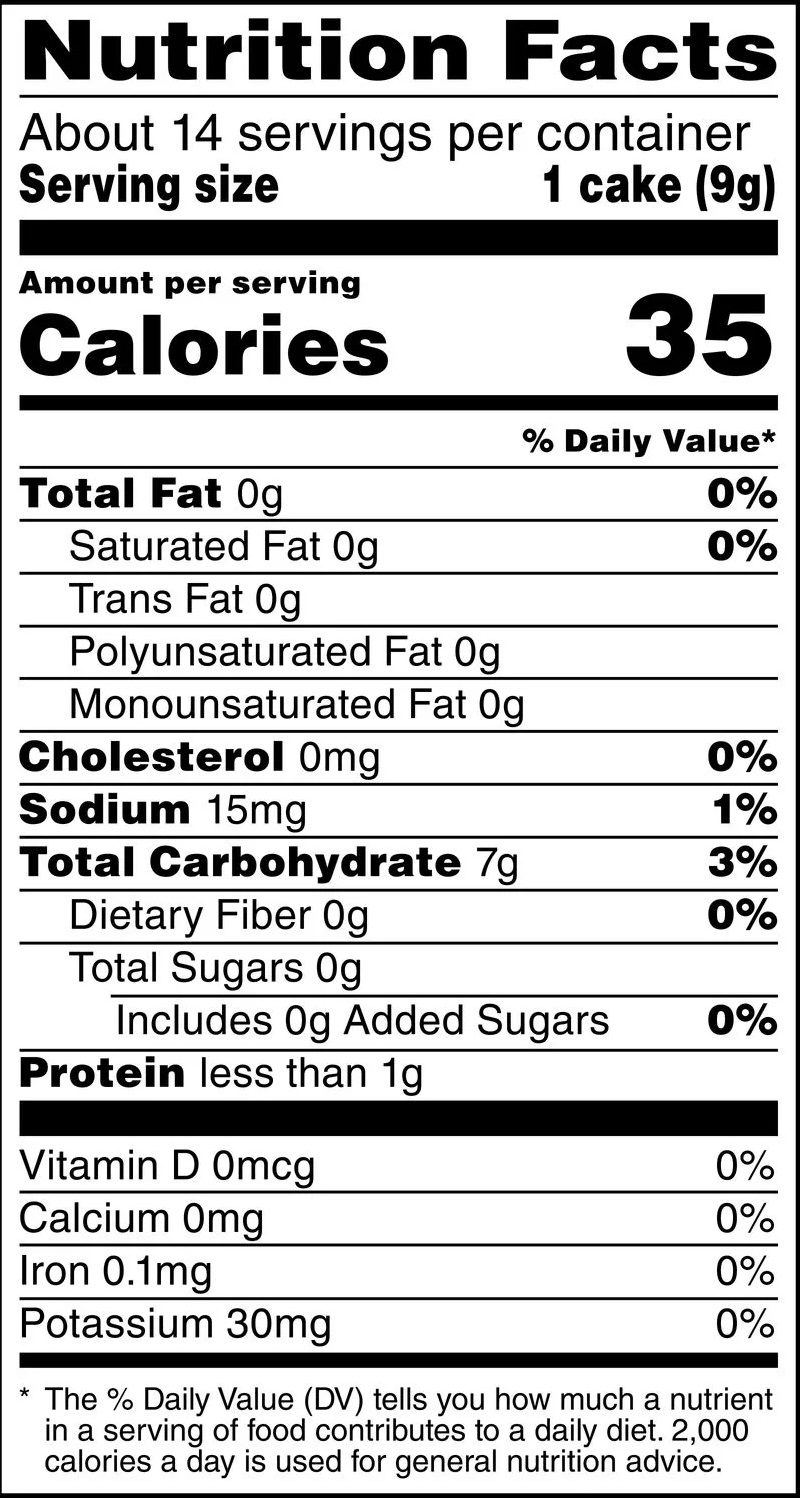 Nutrition Facts
About 14 servings per container
Serving size 1 cake (9g)
Amount per serving
Calories 35
% Daily Value*
Total Fat 0g 0%
Saturated Fat 0g 0%
Trans Fat 0g
Polyunsaturated Fat 0g
Monounsaturated Fat 0g
Cholesterol 0mg 0%
Sodium 15mg 1%
Total Carbohydrate 7g 3%
Dietary Fiber 0g 0%
Total Sugars 0g
Includes 0g Added Sugars 0%
Protein less than 1g
Vitamin D 0mcg 0%
Calcium 0mg 0%
Iron 0.1mg 0%
Potassium 30mg 0%
* The % Daily Value (DV) tells you how much a nutrient
in a serving of food contributes to a daily diet. 2,000
calories a day is used for general nutrition advice.